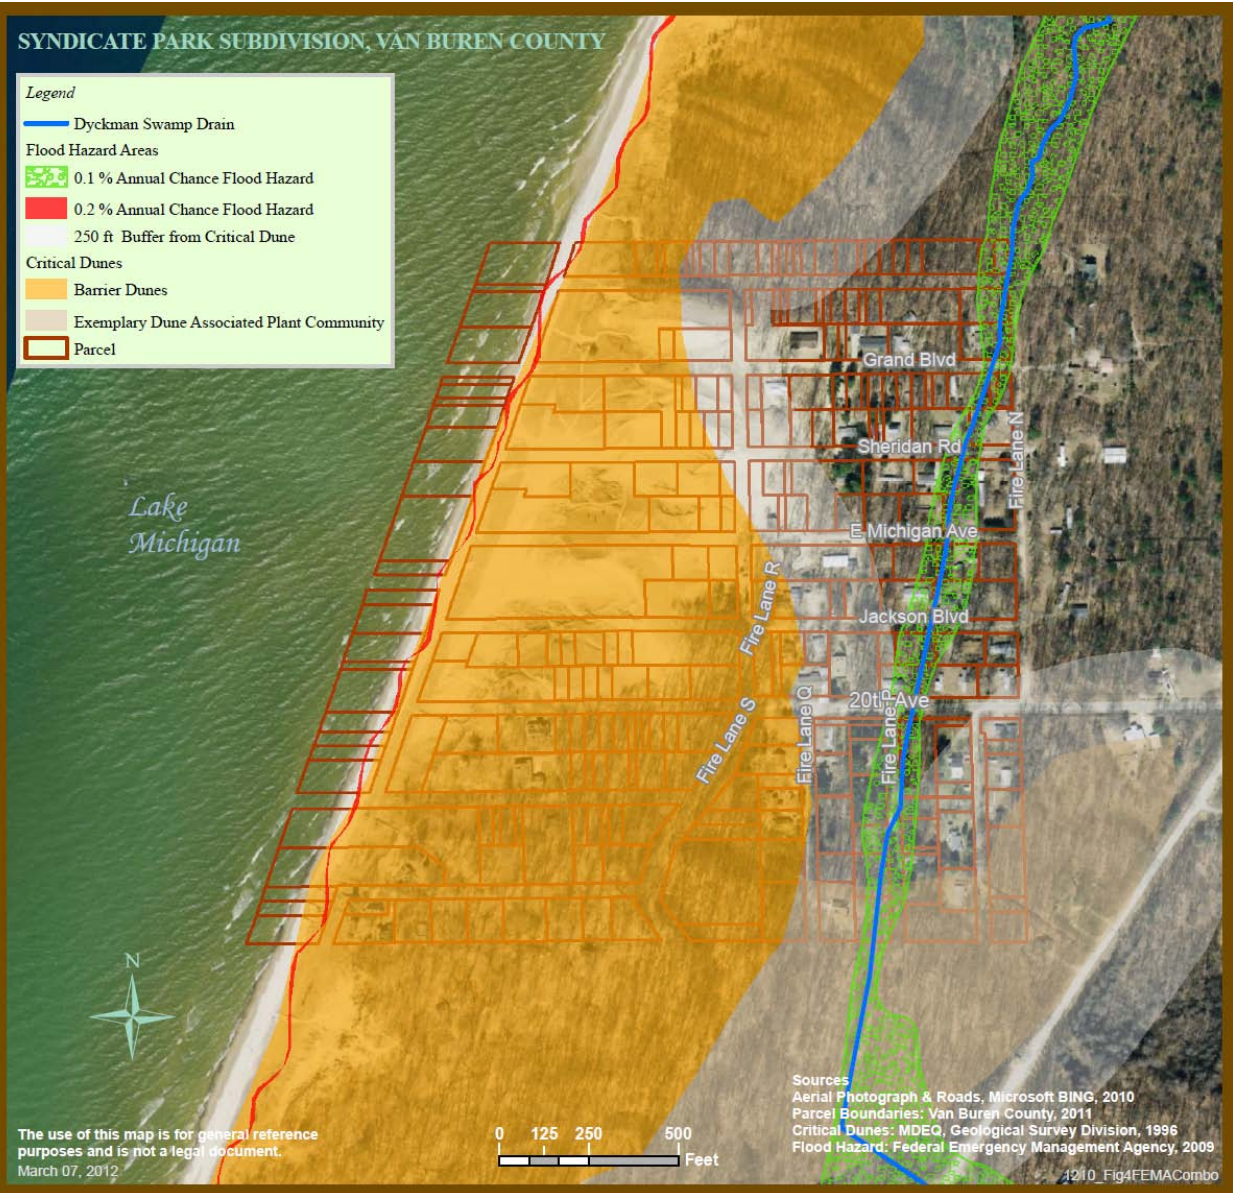 SYNDICATE PARK SUBDIVISION, VAN BUREN COUNTY
Legend
Dyckman Swamp Drain
Flood Hazard Areas
0.1 % Annual Chance Flood Hazard
0.2 % Annual Chance Flood Hazard
250 ft Buffer from Critical Dune
Critical Dunes
Barrier Dunes
Exemplary Dune Associated Plant Community
Parcel
Grand Blvd
Sheridan Rd
Fire Lane N
Lake
Michigan
E Michigan Ave
Fire Lane R
Jackson Blvd
20th Ave
Fire Lane S
Fire Lane Q
Fire Lane P
N
Sources
Aerial Photograph & Roads, Microsoft BING, 2010
Parcel Boundaries: Van Buren County, 2011
Critical Dunes: MDEQ, Geological Survey Division, 1996
Flood Hazard: Federal Emergency Management Agency, 2009
The use of this map is for general reference
purposes and is not a legal document.
March 07, 2012
0 125 250 500
Feet
1210_Fig4FEMACombo